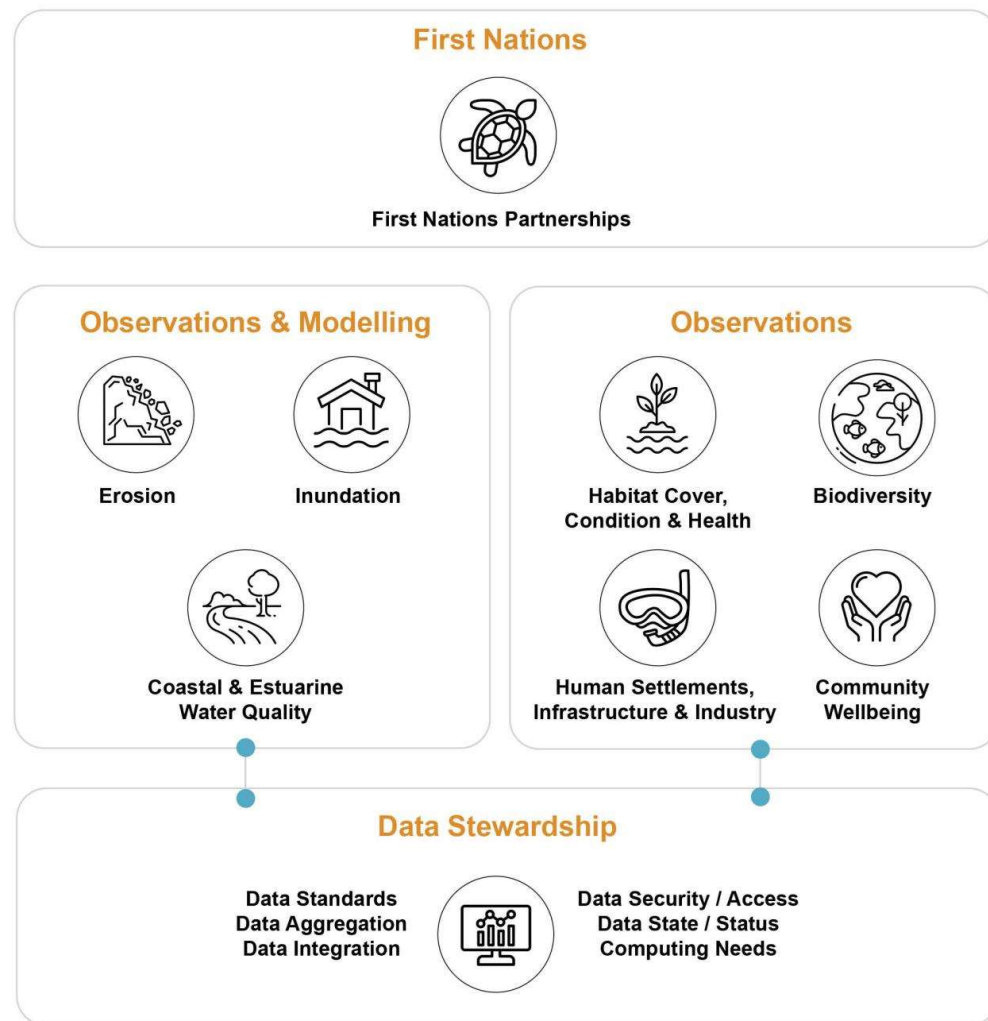 First Nations
First Nations Partnerships
Observations & Modelling
Erosion
Inundation
Coastal & Estuarine
Water Quality
Observations
Habitat Cover,
Condition & Health
Biodiversity
Human Settlements,
Infrastructure & Industry
Community
Wellbeing
Data Stewardship
Data Standards
Data Aggregation
Data Integration
Data Security / Access
Data State / Status
Computing Needs